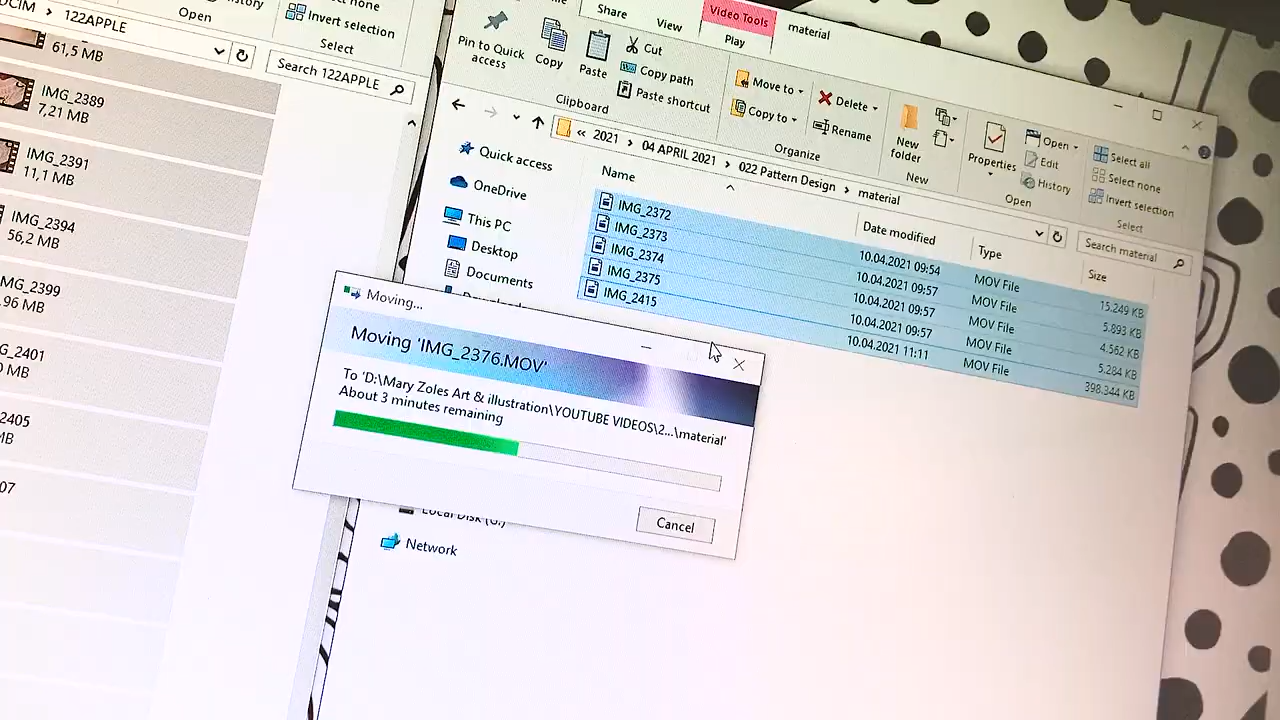 DCIM > 122APPLE
Open
Invert selection
Select
Search 122APPLE
61,5 MB
IMG_2389
7,21 MB
IMG_2391
11,1 MB
IMG_2394
56,2 MB
IMG_2399
.96 MB
G_2401
MB
2405
MB
07
Share
View
Video Tools
Play
material
Pin to Quick
access
Copy
Paste
Cut
Copy path
Paste shortcut
Clipboard
Move to
Copy to
Delete
Rename
Organize
New
folder
New
Properties
Open
Edit
History
Open
Select all
Select none
Invert selection
Select
« 2021 > 04 APRIL 2021 > 022 Pattern Design > material
Search material
Quick access
OneDrive
This PC
Desktop
Documents
Network
Name
Date modified
Type
Size
IMG_2372 10.04.2021 09:54 MOV File 15.249 KB
IMG_2373 10.04.2021 09:57 MOV File 5.893 KB
IMG_2374 10.04.2021 09:57 MOV File 4.562 KB
IMG_2375 10.04.2021 09:57 MOV File 5.284 KB
IMG_2415 10.04.2021 11:11 MOV File 398.344 KB
Moving...
Moving 'IMG_2376.MOV'
To 'D:\Mary Zoles Art & illustration\YOUTUBE VIDEOS\2...\material'
About 3 minutes remaining
Cancel